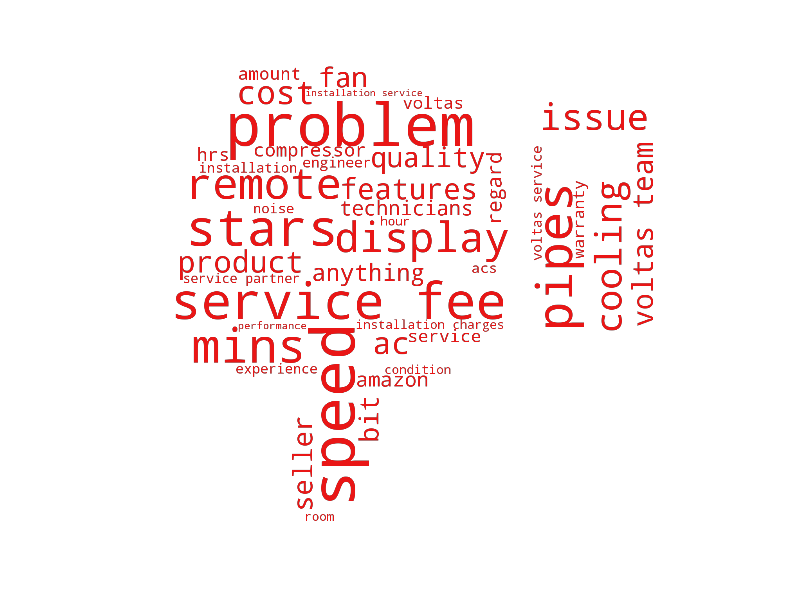 amount
fan
cost
installation service
voltas
problem
issue
hrs
compressor
installation
engineer
quality
remote
features
regard
noise
technicians
hour
stars
display
product
service partner
anything
acs
service fee
performance
installation charges
mins
ac
service
experience
condition
amazon
speed
bit
seller
room
voltas service
pipes
warranty
cooling
voltas team